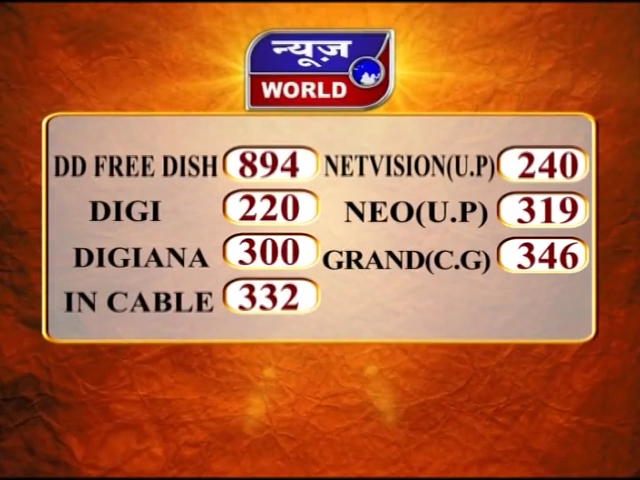 न्यूज़
WORLD
DD FREE DISH 894 NETVISION(U.P) 240
DIGI 220 NEO(U.P) 319
DIGIANA 300 GRAND(C.G) 346
IN CABLE 332